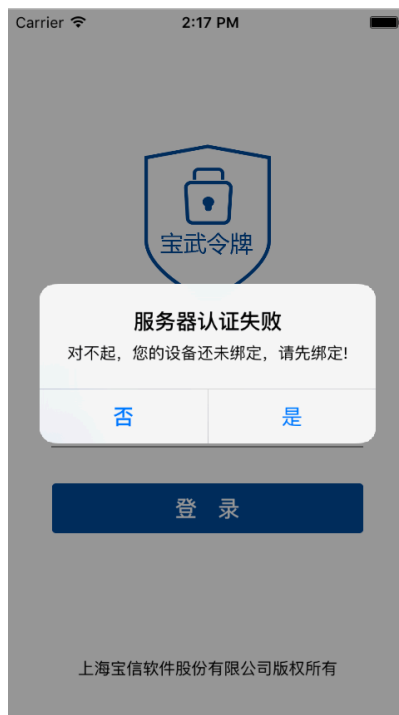 Carrier 2:17 PM
宝武令牌
服务器认证失败
对不起，您的设备还未绑定，请先绑定!
否 是
登 录
上海宝信软件股份有限公司版权所有